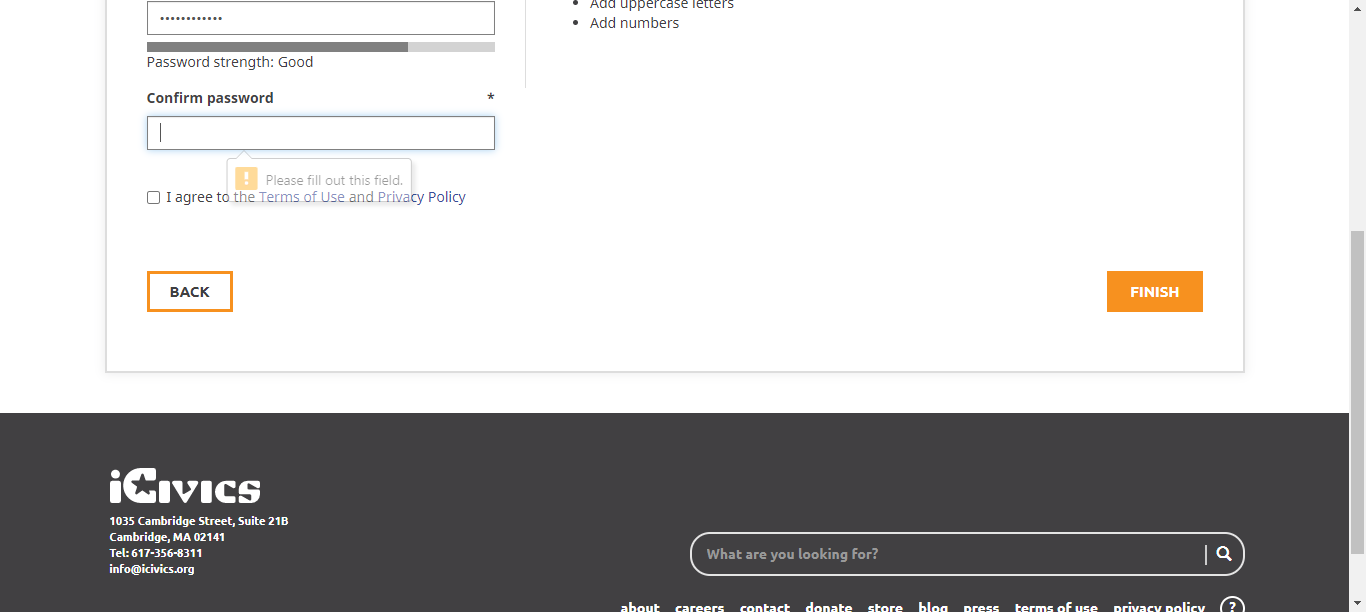 Add uppercase letters
Add numbers
••••••••••••
Password strength: Good
Confirm password *
Please fill out this field.
I agree to the Terms of Use and Privacy Policy
BACK
FINISH
iCivics
1035 Cambridge Street, Suite 21B
Cambridge, MA 02141
Tel: 617-356-8311
info@icivics.org
What are you looking for?
about careers contact donate store blog press terms of use privacy policy ?